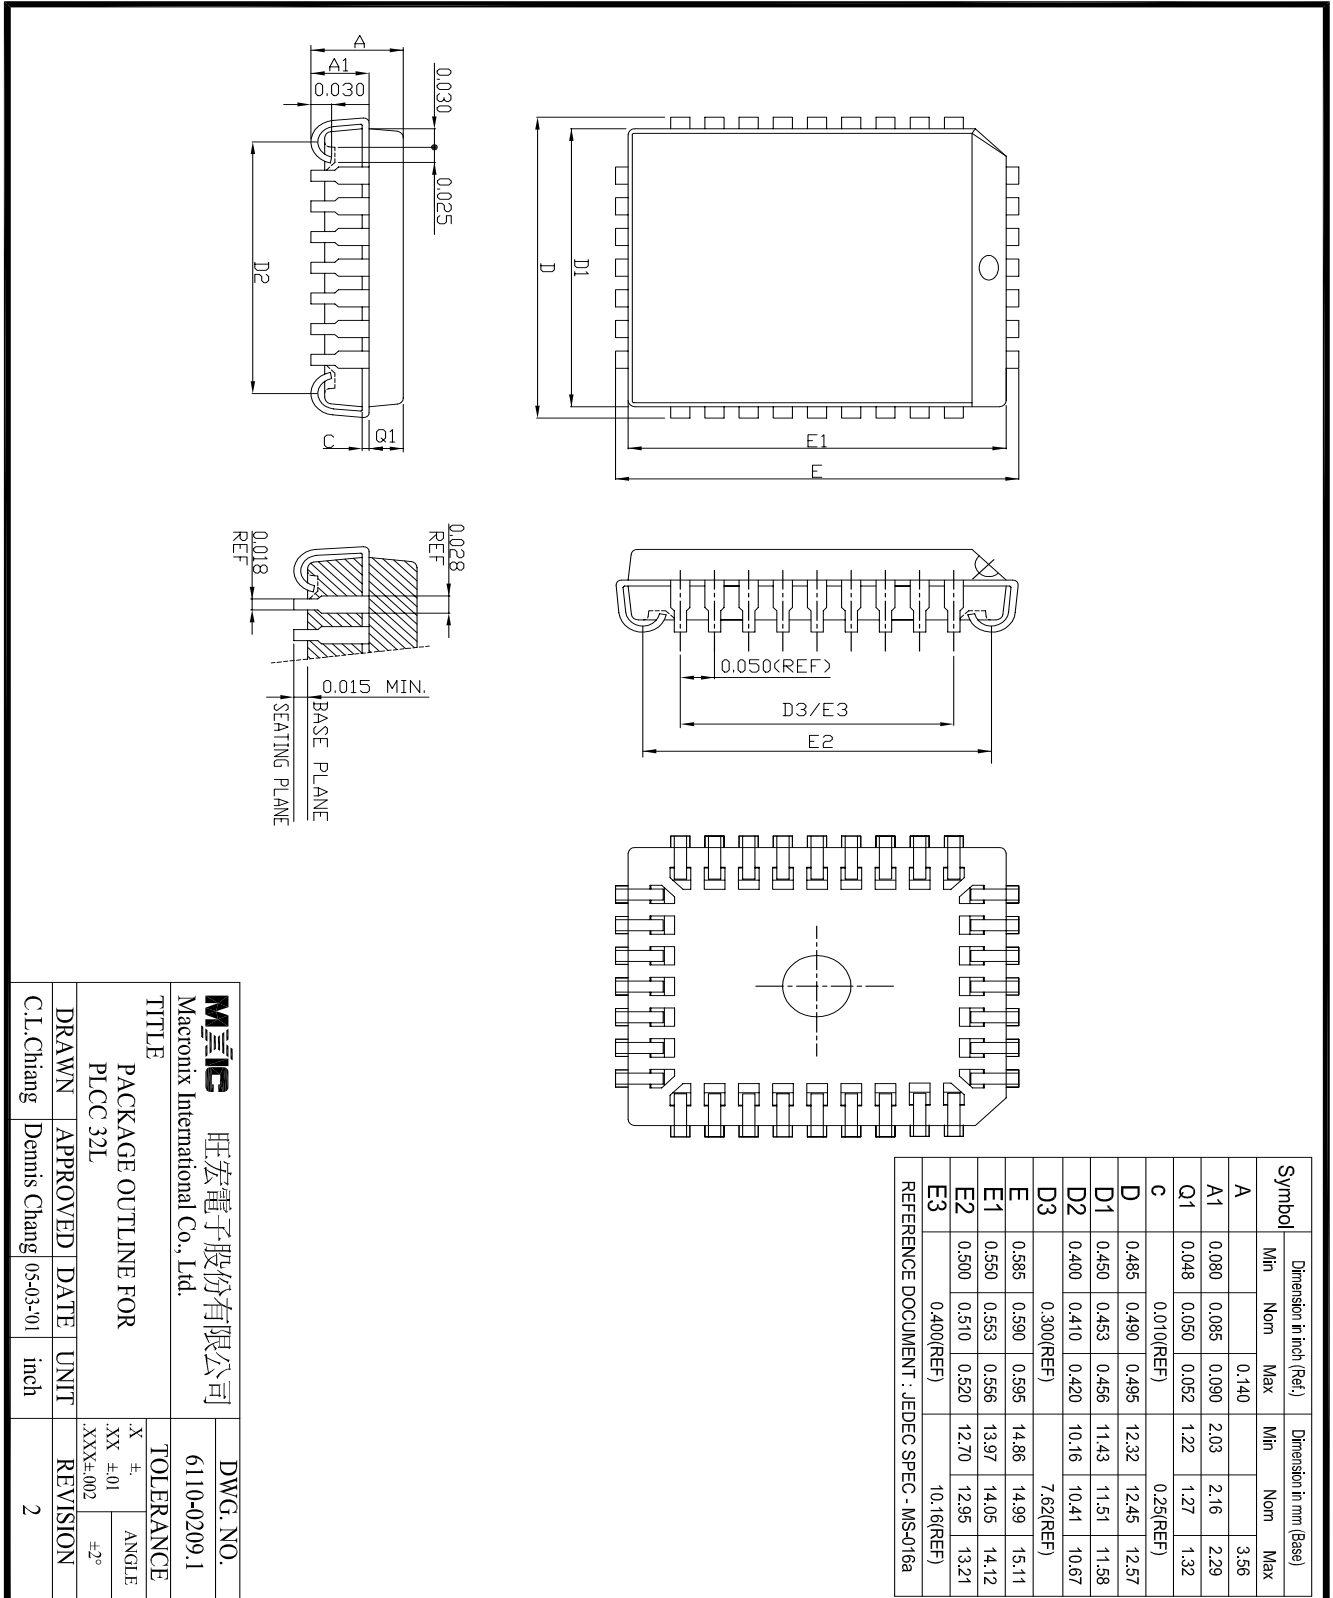 A
A1
0.030
0.030
0.025
D2
C
Q1
D
D1
E1
E
0.028
REF
0.018
REF
0.015 MIN.
BASE PLANE
SEATING PLANE
0.050(REF)
D3/E3
E2
Symbol Dimension in inch (Ref.) Dimension in mm (Base)
Min Nom Max Min Nom Max
A 0.140 3.56
A1 0.080 0.085 0.090 2.03 2.16 2.29
Q1 0.048 0.050 0.052 1.22 1.27 1.32
c 0.010(REF) 0.25(REF)
D 0.485 0.490 0.495 12.32 12.45 12.57
D1 0.450 0.453 0.456 11.43 11.51 11.58
D2 0.400 0.410 0.420 10.16 10.41 10.67
D3 0.300(REF) 7.62(REF)
E 0.585 0.590 0.595 14.86 14.99 15.11
E1 0.550 0.553 0.556 13.97 14.05 14.12
E2 0.500 0.510 0.520 12.70 12.95 13.21
E3 0.400(REF) 10.16(REF)
REFERENCE DOCUMENT : JEDEC SPEC - MS-016a
MXIC 旺宏電子股份有限公司
Macronix International Co., Ltd.
DWG. NO.
6110-0209.1
TITLE
PACKAGE OUTLINE FOR
PLCC 32L
TOLERANCE
.X ±.
.XX ±.01
.XXX±.002
ANGLE
±2°
DRAWN APPROVED DATE UNIT REVISION
C.L.Chiang Dennis Chang 05-03-'01 inch 2